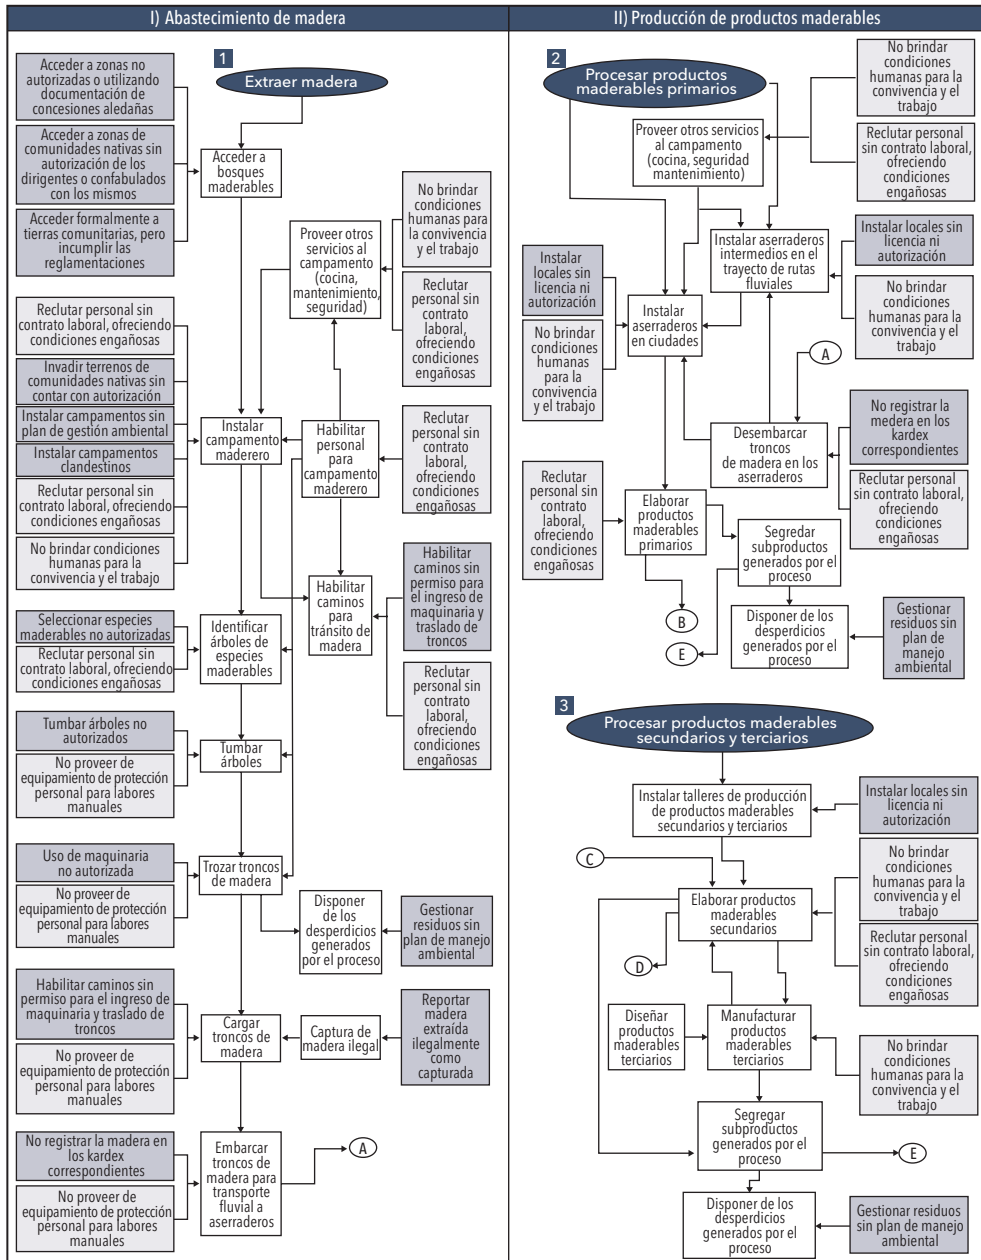 I) Abastecimiento de madera
1
Extraer madera
Acceder a zonas no
autorizadas o utilizando
documentación de
concesiones aledañas
Acceder a zonas de
comunidades nativas sin
autorización de los
dirigentes o confabulados
con los mismos
Acceder formalmente a
tierras comunitarias, pero
incumplir las
reglamentaciones
Acceder a
bosques
maderables
Proveer otros
servicios al
campamento
(cocina,
mantenimiento,
seguridad)
No brindar
condiciones
humanas para
la convivencia
y el trabajo
Reclutar
personal sin
contrato
laboral,
ofreciendo
condiciones
engañosas
Reclutar personal sin
contrato laboral, ofreciendo
condiciones engañosas
Invadir terrenos de
comunidades nativas sin
contar con autorización
Instalar campamentos sin
plan de gestión ambiental
Instalar campamentos
clandestinos
Reclutar personal sin
contrato laboral, ofreciendo
condiciones engañosas
No brindar condiciones
humanas para la
convivencia y el trabajo
Instalar
campamento
maderero
Habilitar
personal
para
campamento
maderero
Reclutar
personal sin
contrato
laboral,
ofreciendo
condiciones
engañosas
Seleccionar especies
maderables no autorizadas
Reclutar personal sin
contrato laboral, ofreciendo
condiciones engañosas
Identificar
árboles de
especies
maderables
Habilitar
caminos
para
tránsito de
madera
Habilitar
caminos sin
permiso para
el ingreso de
maquinaria y
traslado de
troncos
Reclutar
personal sin
contrato
laboral,
ofreciendo
condiciones
engañosas
Tumbar árboles no
autorizados
No proveer de
equipamiento de protección
personal para labores
manuales
Tumbar
árboles
Uso de maquinaria
no autorizada
No proveer de
equipamiento de protección
personal para labores
manuales
Trozar troncos
de madera
Disponer
de los
desperdicios
generados
por el proceso
Gestionar
residuos sin
plan de manejo
ambiental
Habilitar caminos sin
permiso para el ingreso de
maquinaria y traslado de
troncos
No proveer de
equipamiento de protección
personal para labores
manuales
Cargar
troncos de
madera
Captura de
madera ilegal
Reportar
madera
extraída
ilegalmente
como
capturada
No registrar la madera en
los kardex
correspondientes
No proveer de
equipamiento de protección
personal para labores
manuales
Embarcar
troncos de
madera para
transporte
fluvial a
aserraderos
A
II) Producción de productos maderables
2
Procesar productos
maderables primarios
No brindar
condiciones
humanas para la
convivencia y el
trabajo
Reclutar personal
sin contrato laboral,
ofreciendo
condiciones
engañosas
Proveer otros servicios
al campamento
(cocina, seguridad
mantenimiento)
Instalar
locales sin
licencia ni
autorización
No brindar
condiciones
humanas
para la
convivencia
y el trabajo
Instalar
aserraderos
en ciudades
Instalar aserraderos
intermedios en el
trayecto de rutas
fluviales
Instalar locales sin
licencia ni
autorización
No brindar
condiciones
humanas para la
convivencia y el
trabajo
A
Desembarcar
troncos
de madera en los
aserraderos
No registrar la
medera en los
kardex
correspondientes
Reclutar personal
sin contrato laboral,
ofreciendo
condiciones
engañosas
Reclutar
personal sin
contrato
laboral,
ofreciendo
condiciones
engañosas
Elaborar
productos
maderables
primarios
Segredar
subproductos
generados por el
proceso
B
E
Disponer de los
desperdicios
generados por el
proceso
Gestionar
residuos sin
plan de
manejo
ambiental
3
Procesar productos maderables
secundarios y terciarios
Instalar talleres de producción
de productos maderables
secundarios y terciarios
Instalar locales sin
licencia ni
autorización
C
Elaborar productos
maderables
secundarios
No brindar
condiciones
humanas para la
convivencia y el
trabajo
Reclutar personal
sin contrato laboral,
ofreciendo
condiciones
engañosas
D
Diseñar
productos
maderables
terciarios
Manufacturar
productos
maderables
terciarios
No brindar
condiciones
humanas para la
convivencia y el
trabajo
Segregar
subproductos
generados por el
proceso
E
Disponer de los
desperdicios
generados por el
proceso
Gestionar residuos
sin plan de manejo
ambiental